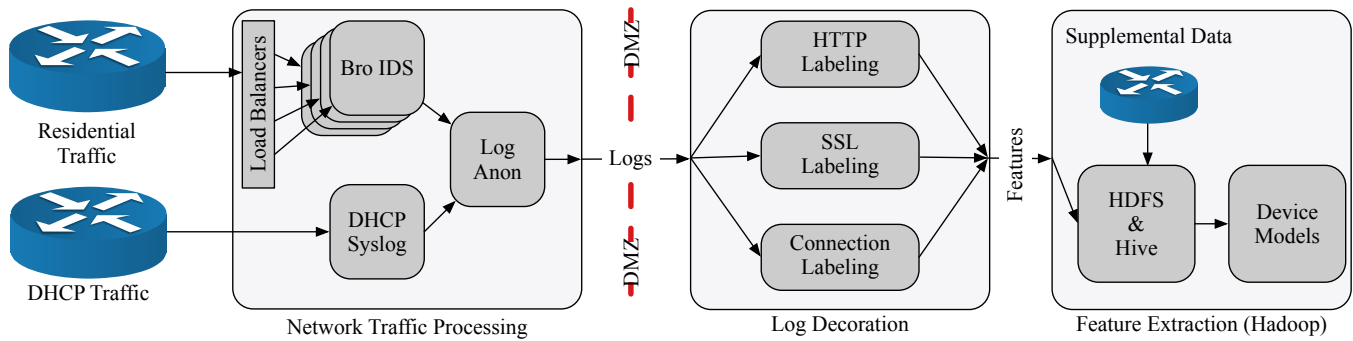 Residential
Traffic
DHCP Traffic
Load Balancers
Bro IDS
Log
Anon
DHCP
Syslog
Network Traffic Processing
DMZ
Logs
DMZ
HTTP
Labeling
SSL
Labeling
Connection
Labeling
Log Decoration
Features
Supplemental Data
HDFS
&
Hive
Device
Models
Feature Extraction (Hadoop)